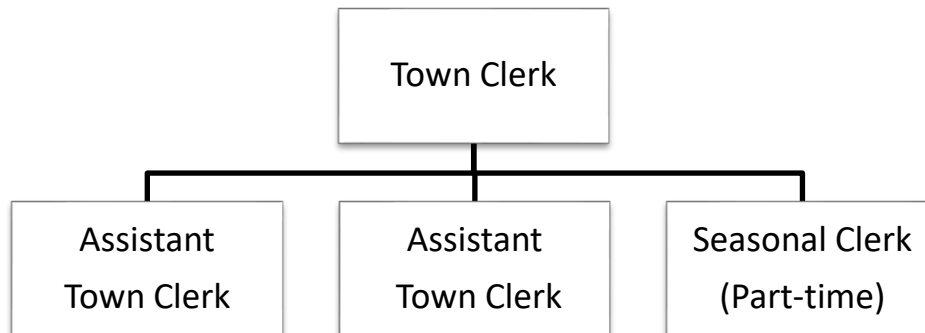 Town Clerk
Assistant
Town Clerk
Assistant
Town Clerk
Seasonal Clerk
(Part-time)